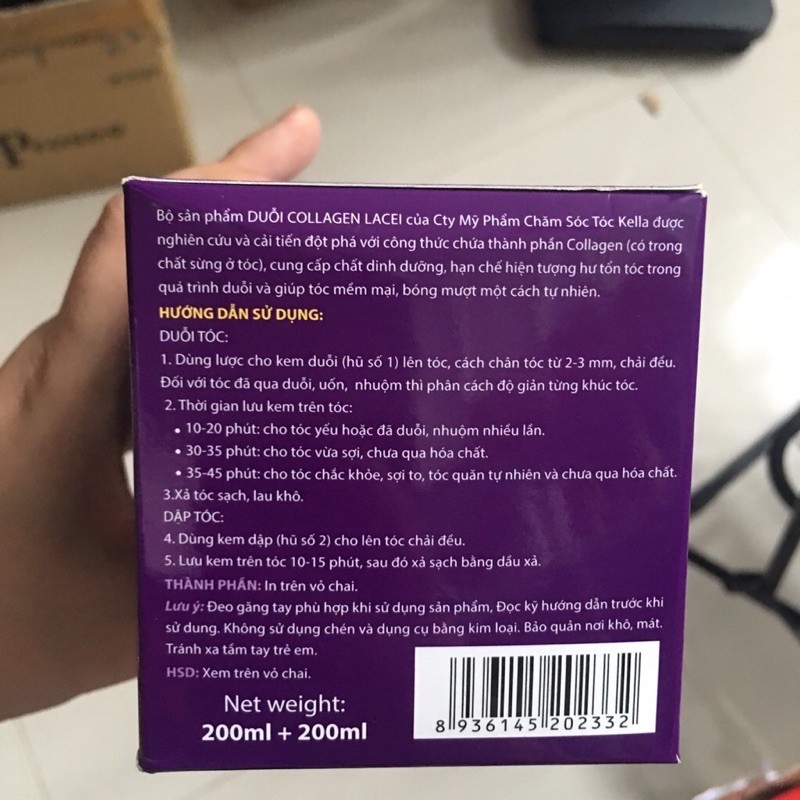 Bộ sản phẩm DUỖI COLLAGEN LACEI của Cty Mỹ Phẩm Chăm Sóc Tóc Kella được
nghiên cứu và cải tiến đột phá với công thức chứa thành phần Collagen (có trong
chất sừng ở tóc), cung cấp chất dinh dưỡng, hạn chế hiện tượng hư tổn tóc trong
quá trình duỗi và giúp tóc mềm mại, bóng mượt một cách tự nhiên.
HƯỚNG DẪN SỬ DỤNG:
DUỖI TÓC:
1. Dùng lược cho kem duỗi (hũ số 1) lên tóc, cách chân tóc từ 2-3 mm, chải đều.
Đối với tóc đã qua duỗi, uốn, nhuộm thì phân cách độ giản từng khúc tóc.
2. Thời gian lưu kem trên tóc:
• 10-20 phút: cho tóc yếu hoặc đã duỗi, nhuộm nhiều lần.
• 30-35 phút: cho tóc vừa sợi, chưa qua hóa chất.
• 35-45 phút: cho tóc chắc khỏe, sợi to, tóc quăn tự nhiên và chưa qua hóa chất.
3.Xả tóc sạch, lau khô.
DẬP TÓC:
4. Dùng kem dập (hũ số 2) cho lên tóc chải đều.
5. Lưu kem trên tóc 10-15 phút, sau đó xả sạch bằng dầu xả.
THÀNH PHẦN: In trên vỏ chai.
Lưu ý: Đeo găng tay phù hợp khi sử dụng sản phẩm, Đọc kỹ hướng dẫn trước khi
sử dung. Không sử dụng chén và dụng cụ bằng kim loại. Bảo quản nơi khô, mát.
Tránh xa tầm tay trẻ em.
HSD: Xem trên vỏ chai.
Net weight:
200ml + 200ml
8 936145 202332